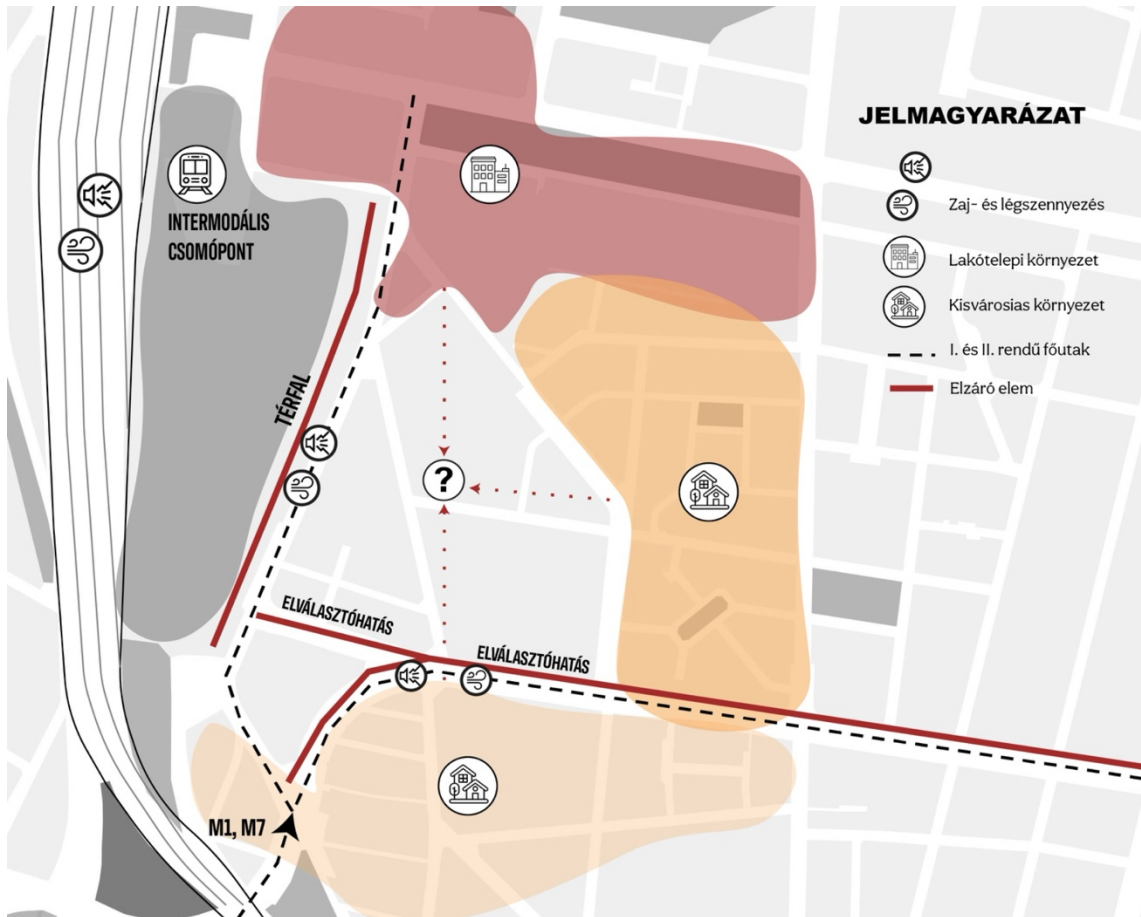 JELMAGYARÁZAT
Zaj- és légszennyezés
Lakótelepi környezet
Kisvárosias környezet
I. és II. rendű főutak
Elzáró elem
INTERMODÁLIS
CSOMÓPONT
TÉRFAL
?
ELVÁLASZTÓHATÁS
ELVÁLASZTÓHATÁS
M1, M7